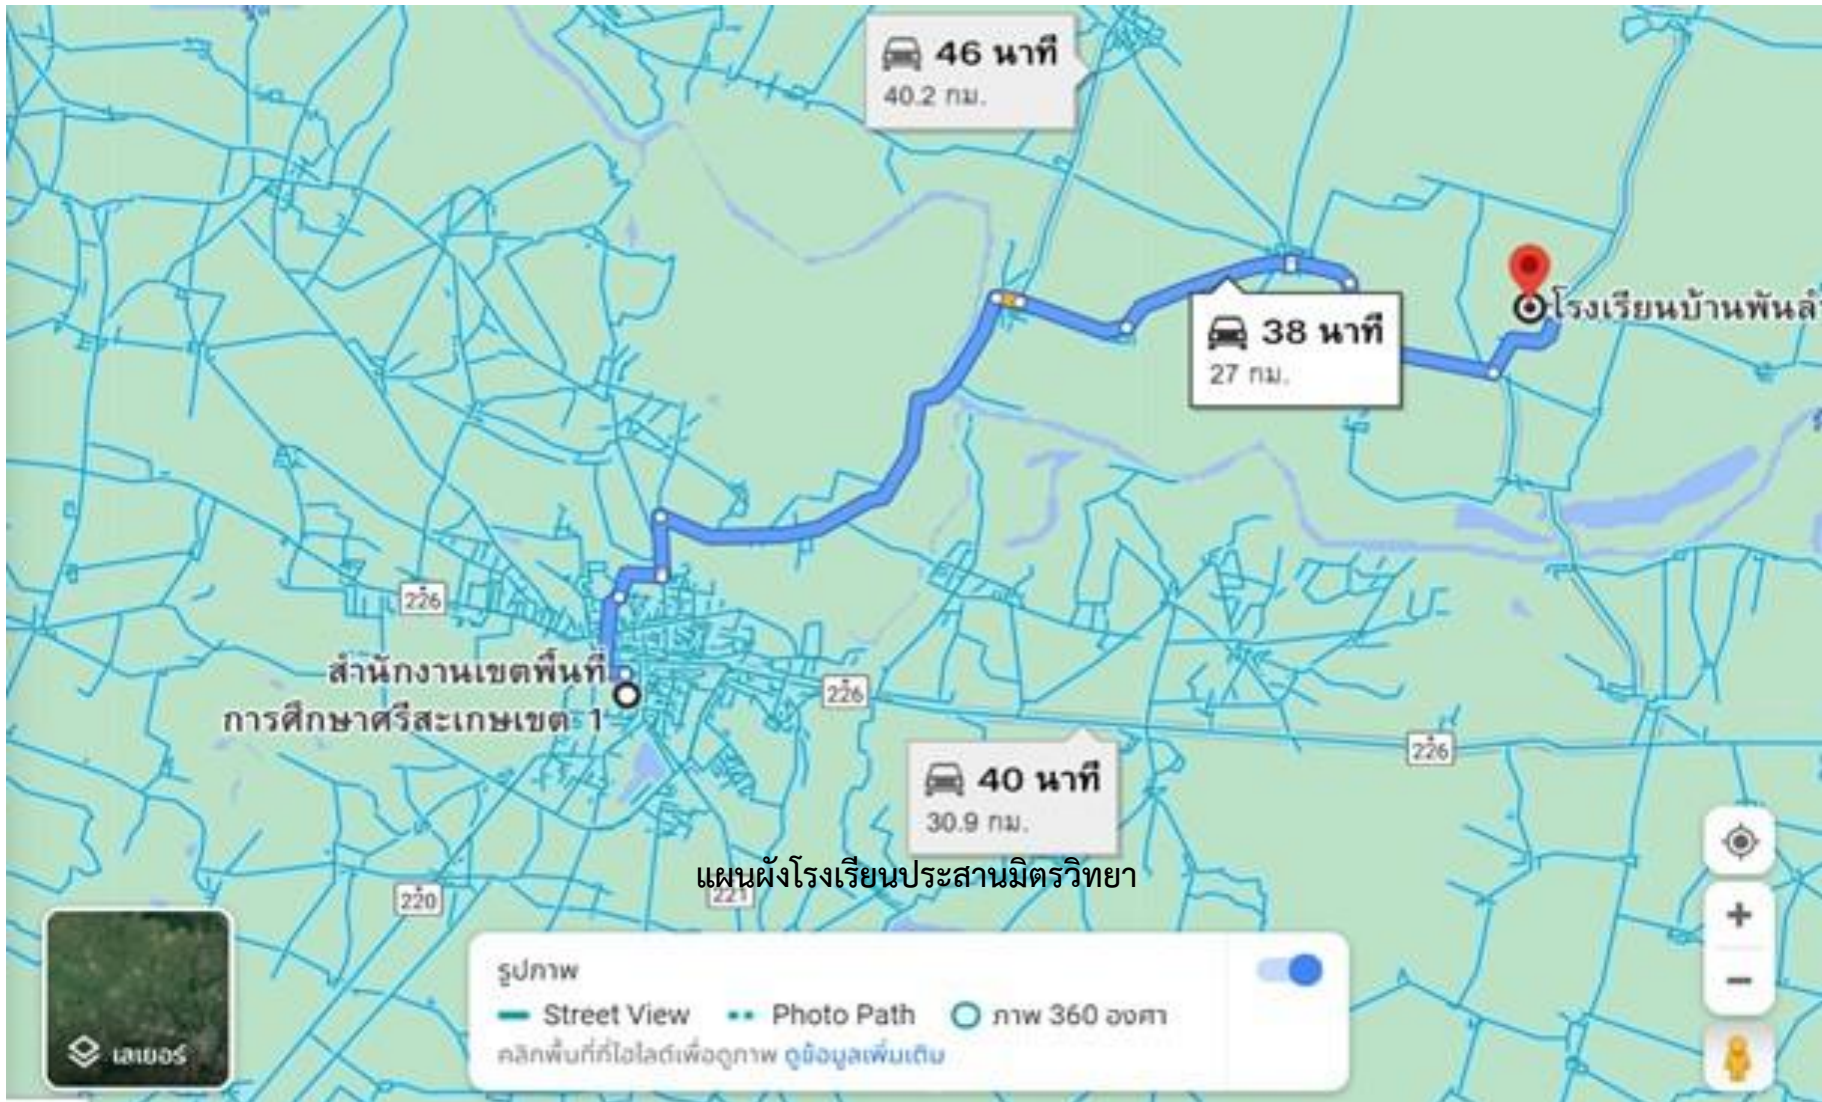 46 นาที
40.2 กม.
38 นาที
27 กม.
โรงเรียนบ้านพันลำ
226
สำนักงานเขตพื้นที่
การศึกษาศรีสะเกษเขต 1
226
226
40 นาที
30.9 กม.
แผนผังโรงเรียนประสานมิตรวิทยา
220
221
รูปภาพ
Street View
Photo Path
ภาพ 360 องศา
คลิกพื้นที่ที่ไฮไลต์เพื่อดูภาพ ดูข้อมูลเพิ่มเติม
เลเยอร์